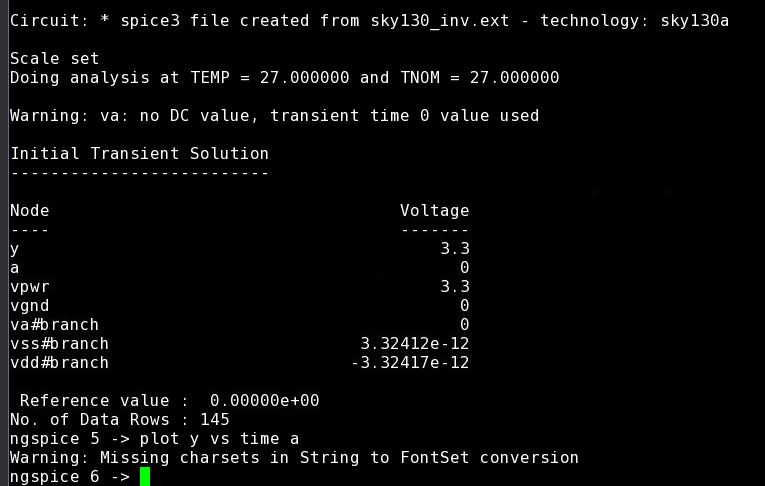 Circuit: * spice3 file created from sky130_inv.ext - technology: sky130a
Scale set
Doing analysis at TEMP = 27.000000 and TNOM = 27.000000
Warning: va: no DC value, transient time 0 value used
Initial Transient Solution
--------------------------
Node Voltage
---- -------
y 3.3
a 0
vpwr 3.3
vgnd 0
va#branch 0
vss#branch 3.32412e-12
vdd#branch -3.32417e-12
Reference value : 0.00000e+00
No. of Data Rows : 145
ngspice 5 -> plot y vs time a
Warning: Missing charsets in String to FontSet conversion
ngspice 6 ->